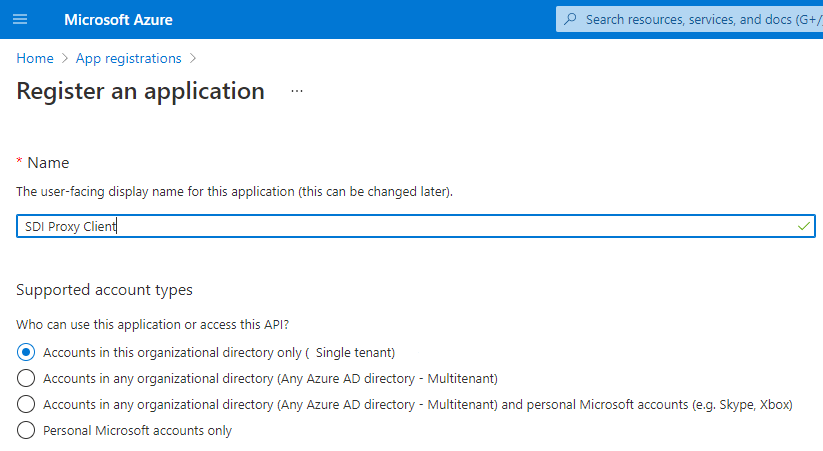 Microsoft Azure
Search resources, services, and docs (G+/
Home > App registrations >
Register an application ...
* Name
The user-facing display name for this application (this can be changed later).
SDI Proxy Client
Supported account types
Who can use this application or access this API?
Accounts in this organizational directory only ( Single tenant)
Accounts in any organizational directory (Any Azure AD directory - Multitenant)
Accounts in any organizational directory (Any Azure AD directory - Multitenant) and personal Microsoft accounts (e.g. Skype, Xbox)
Personal Microsoft accounts only